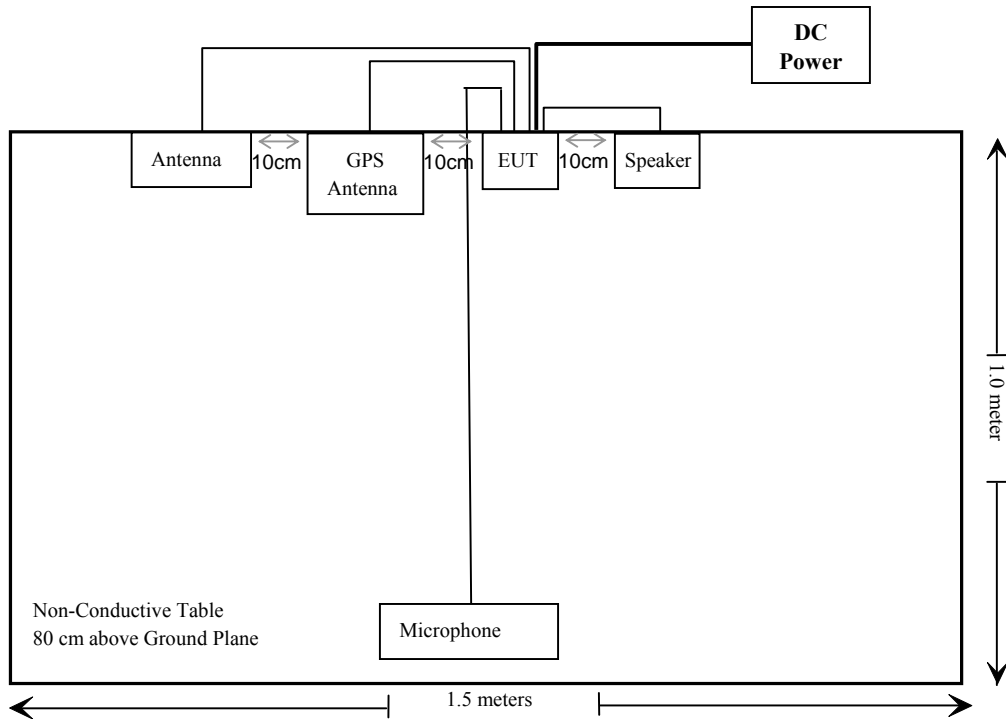 DC
Power
Antenna
10cm
GPS
Antenna
10cm
EUT
10cm
Speaker
1.0 meter
Non-Conductive Table
80 cm above Ground Plane
Microphone
1.5 meters